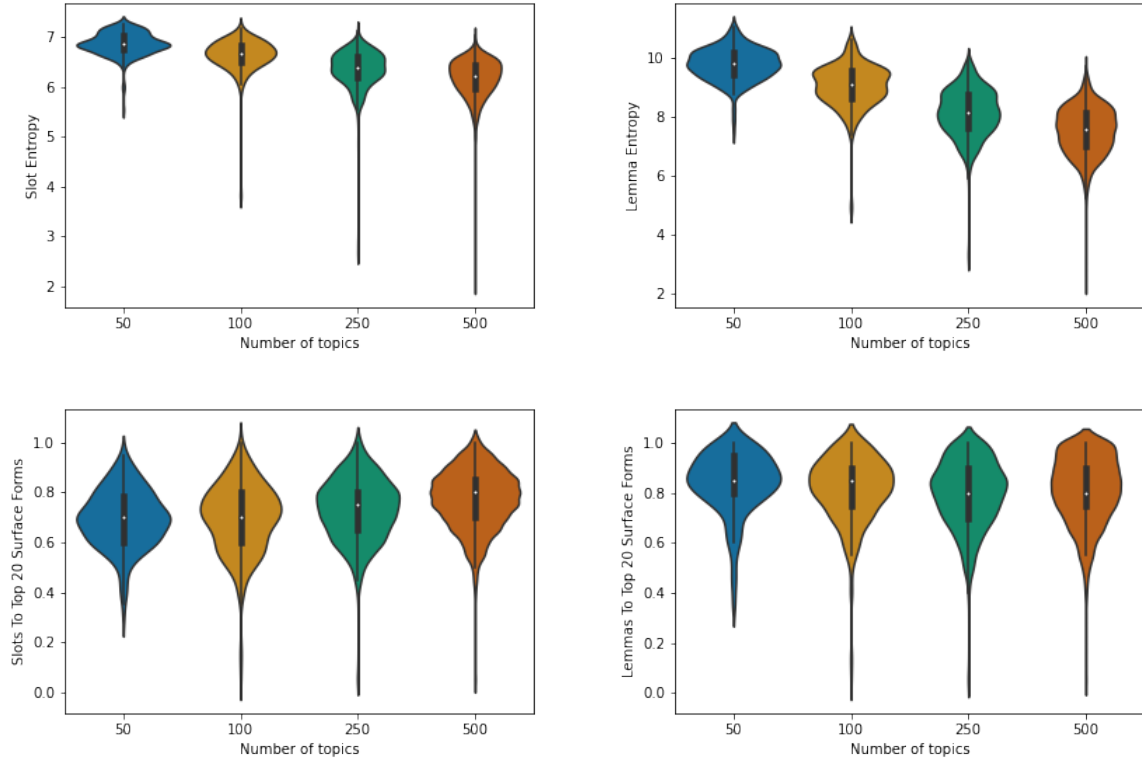 7
6
5
4
3
2
Slot Entropy
50 100 250 500
Number of topics
10
8
6
4
2
Lemma Entropy
50 100 250 500
Number of topics
1.0
0.8
0.6
0.4
0.2
0.0
Slots To Top 20 Surface Forms
50 100 250 500
Number of topics
1.0
0.8
0.6
0.4
0.2
0.0
Lemmas To Top 20 Surface Forms
50 100 250 500
Number of topics